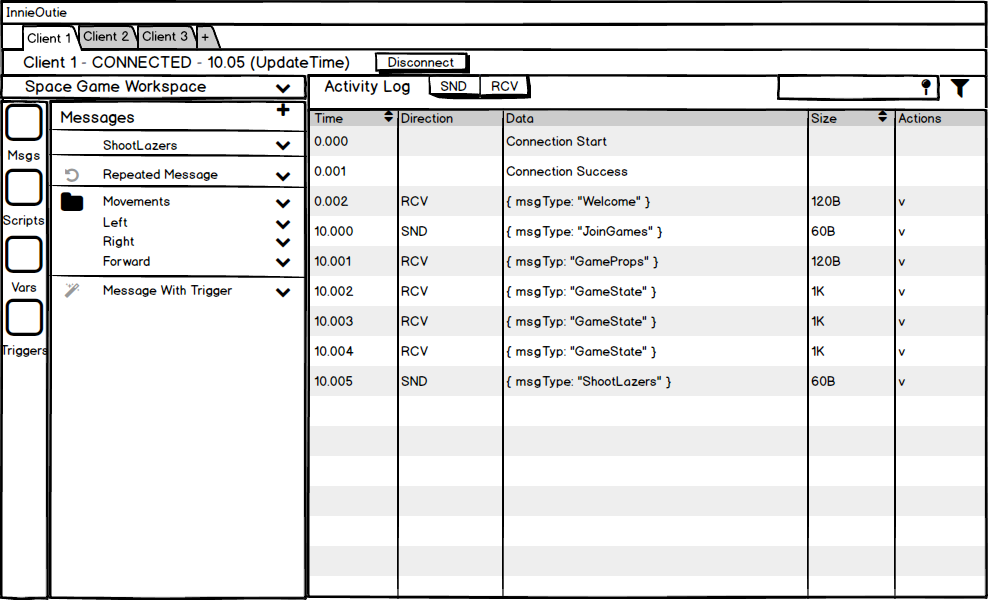 InnieOutie
Client 1 Client 2 Client 3 +
Client 1 - CONNECTED - 10.05 (UpdateTime) Disconnect
Space Game Workspace
Activity Log SND RCV
Msgs
Scripts
Vars
Triggers
Messages +
ShootLazers
Repeated Message
Movements
Left
Right
Forward
Message With Trigger
Time Direction Data Size Actions
0.000 Connection Start
0.001 Connection Success
0.002 RCV { msgType: "Welcome" } 120B v
10.000 SND { msgType: "JoinGames" } 60B v
10.001 RCV { msgTyp: "GameProps" } 120B v
10.002 RCV { msgTyp: "GameState" } 1K v
10.003 RCV { msgTyp: "GameState" } 1K v
10.004 RCV { msgTyp: "GameState" } 1K v
10.005 SND { msgType: "ShootLazers" } 60B v